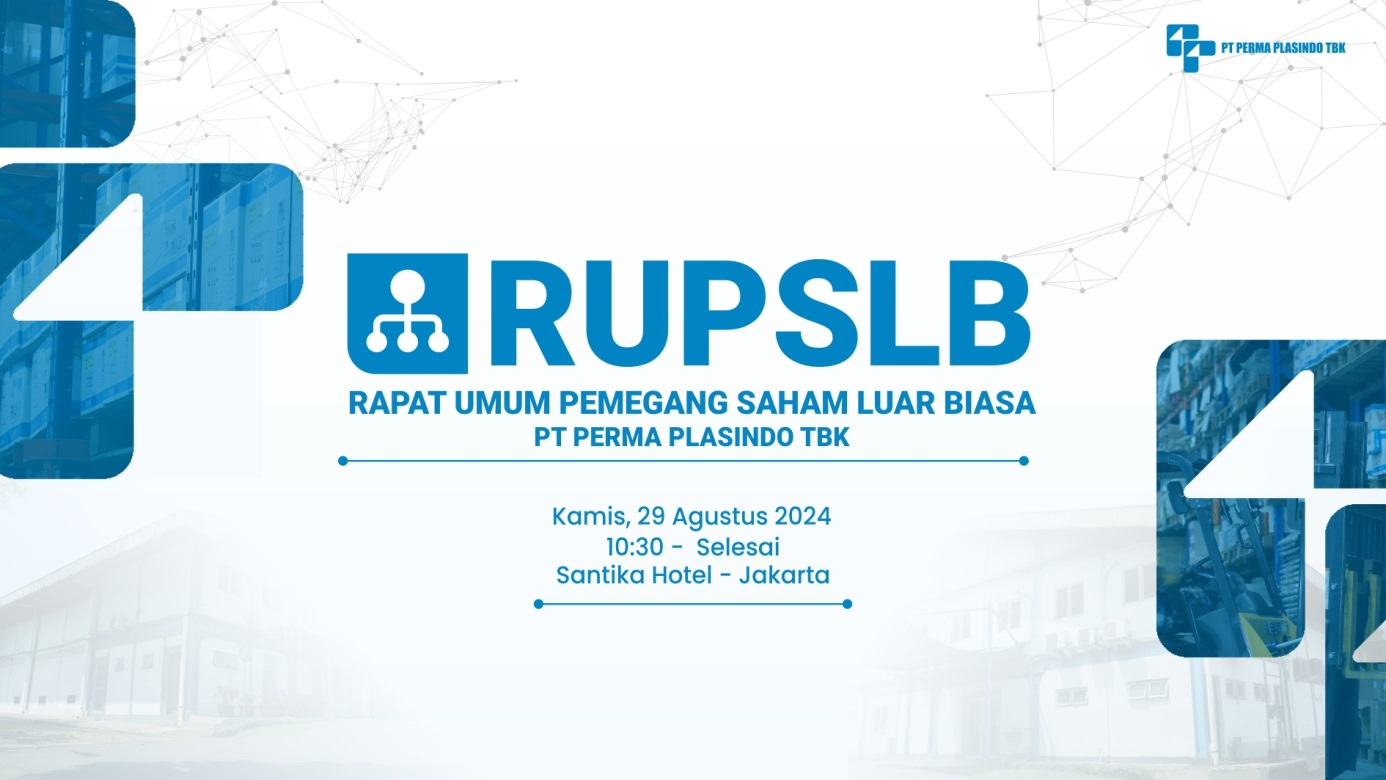 PT PERMA PLASINDO TBK
RUPSLB
RAPAT UMUM PEMEGANG SAHAM LUAR BIASA
PT PERMA PLASINDO TBK
Kamis, 29 Agustus 2024
10:30 - Selesai
Santika Hotel - Jakarta